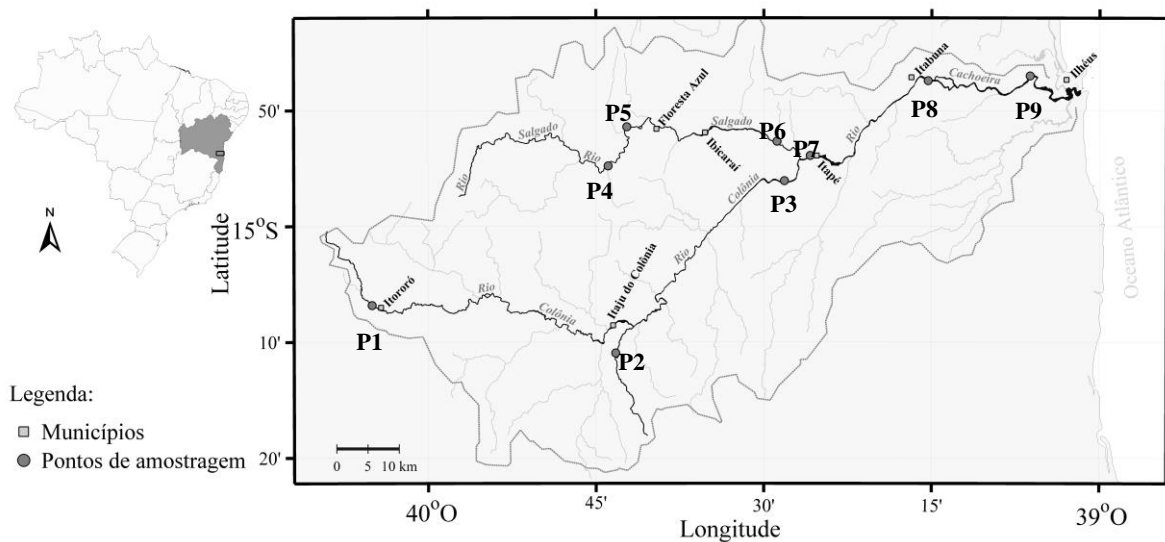 N
Latitude
Legenda:
Municípios
Pontos de amostragem
50'
15°S
10'
20'
40°O
45'
30'
15'
39°O
Longitude
0 5 10 km
Itabuna
Cachoeira
Ilhéus
P8
P9
P5
Floresta Azul
Salgado
Salgado
P6
Rio
Ibicaraí
P7
Rio
Itapé
Rio
P4
Colônia
P3
Oceano Atlântico
Rio
Itaju do Colônia
Itororó
Rio
Colônia
P1
P2